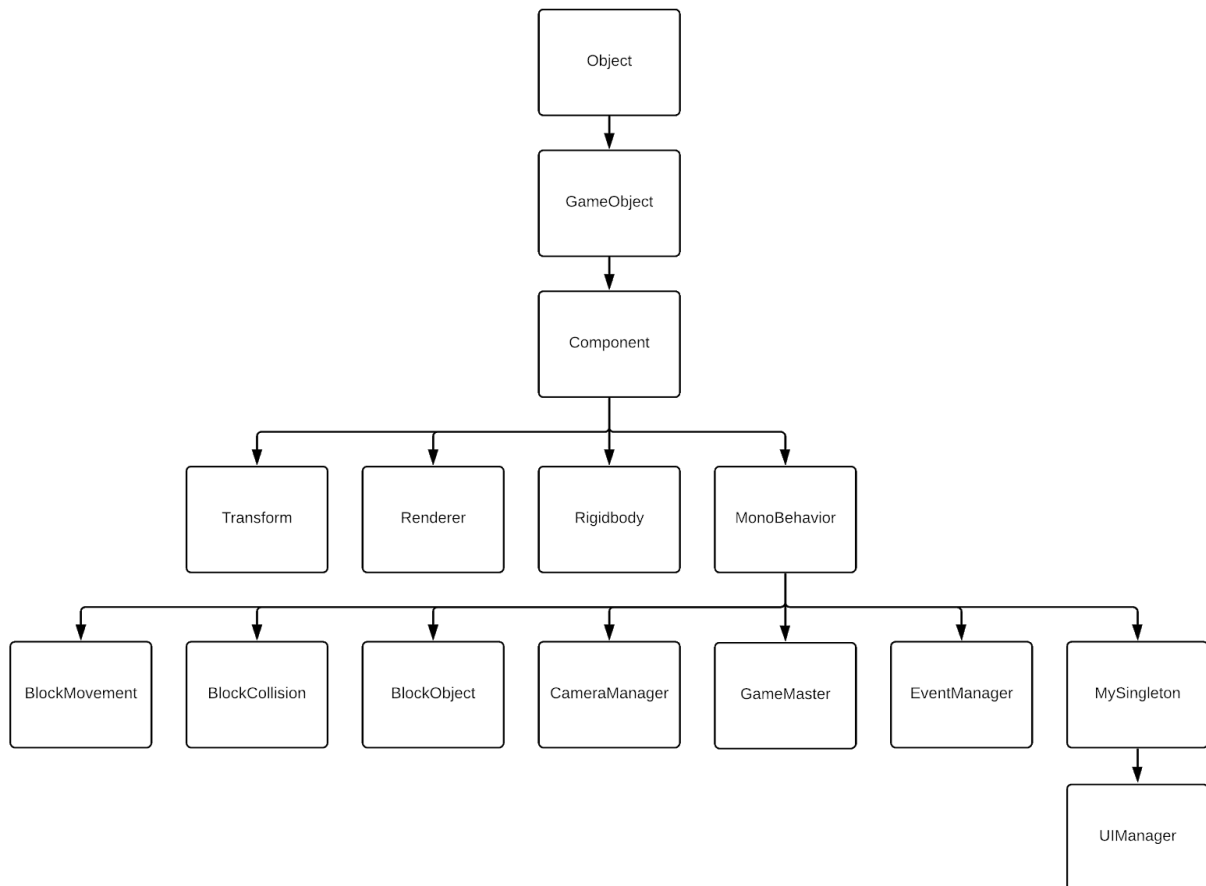 Object
GameObject
Component
Transform
Renderer
Rigidbody
MonoBehavior
BlockMovement
BlockCollision
BlockObject
CameraManager
GameMaster
EventManager
MySingleton
UIManager